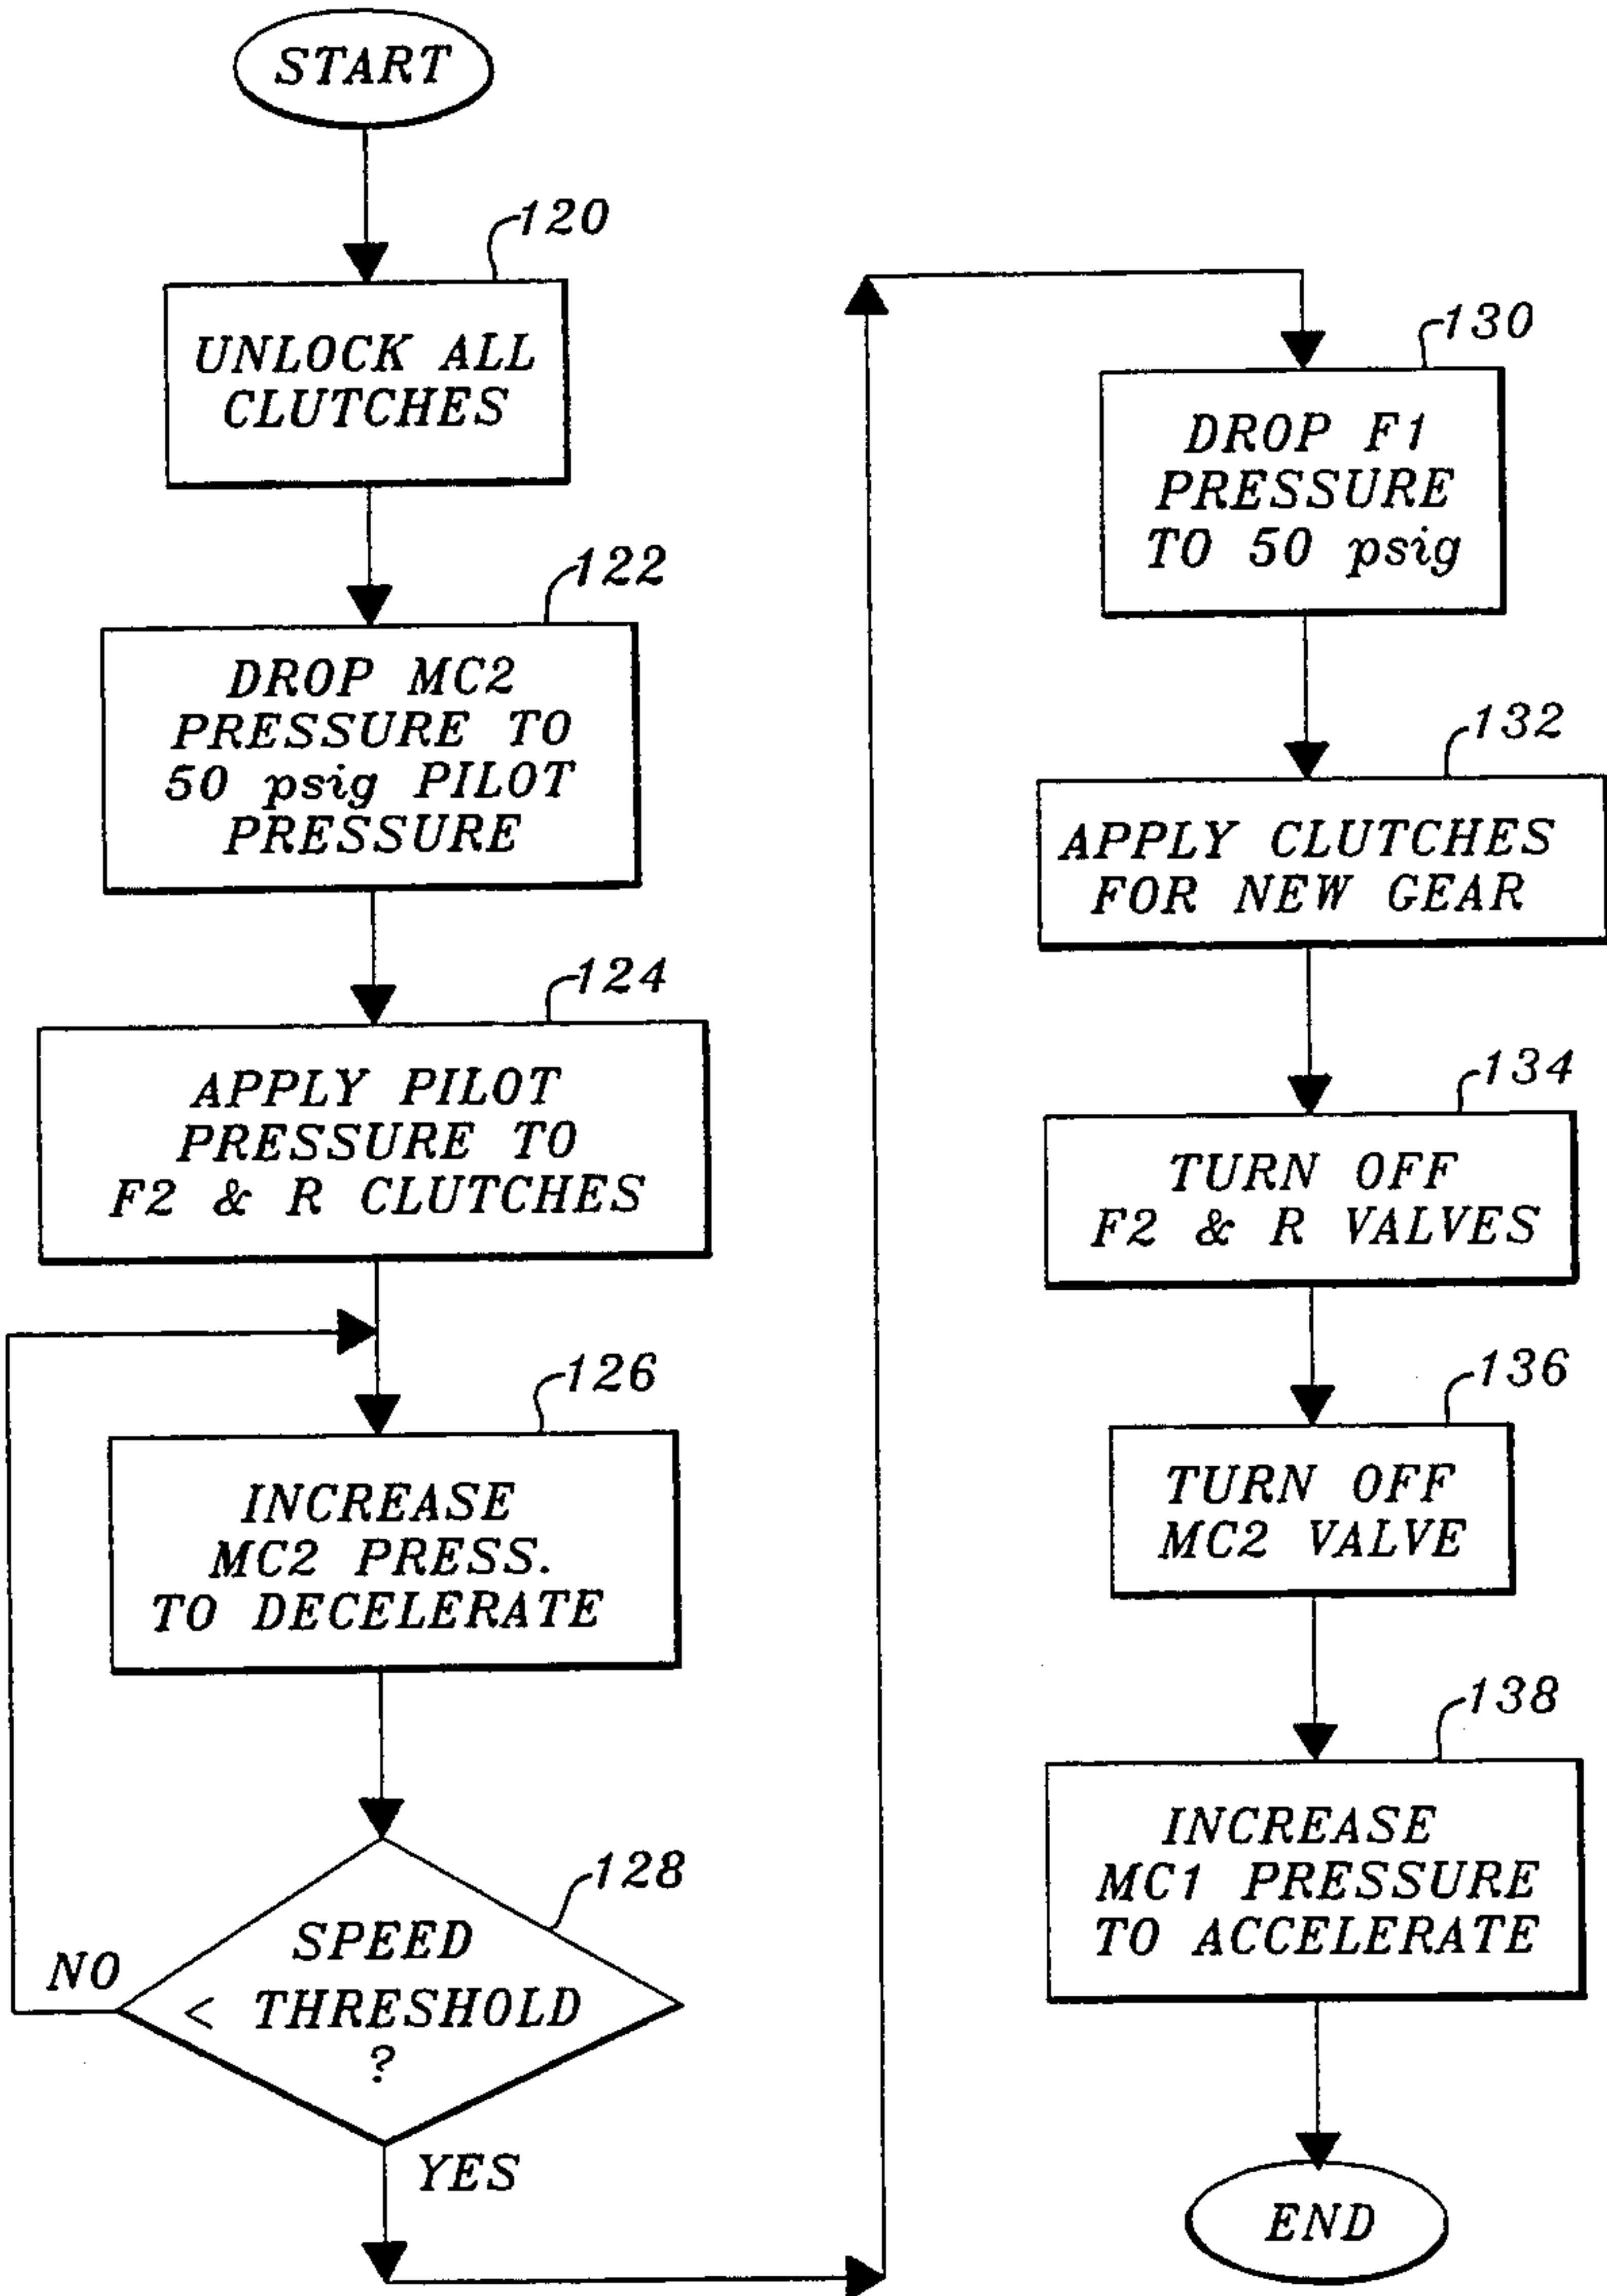 START
120
UNLOCK ALL
CLUTCHES
122
DROP MC2
PRESSURE TO
50 psig PILOT
PRESSURE
124
APPLY PILOT
PRESSURE TO
F2 & R CLUTCHES
126
INCREASE
MC2 PRESS.
TO DECELERATE
128
SPEED
< THRESHOLD
?
NO
YES
130
DROP F1
PRESSURE
TO 50 psig
132
APPLY CLUTCHES
FOR NEW GEAR
134
TURN OFF
F2 & R VALVES
136
TURN OFF
MC2 VALVE
138
INCREASE
MC1 PRESSURE
TO ACCELERATE
END